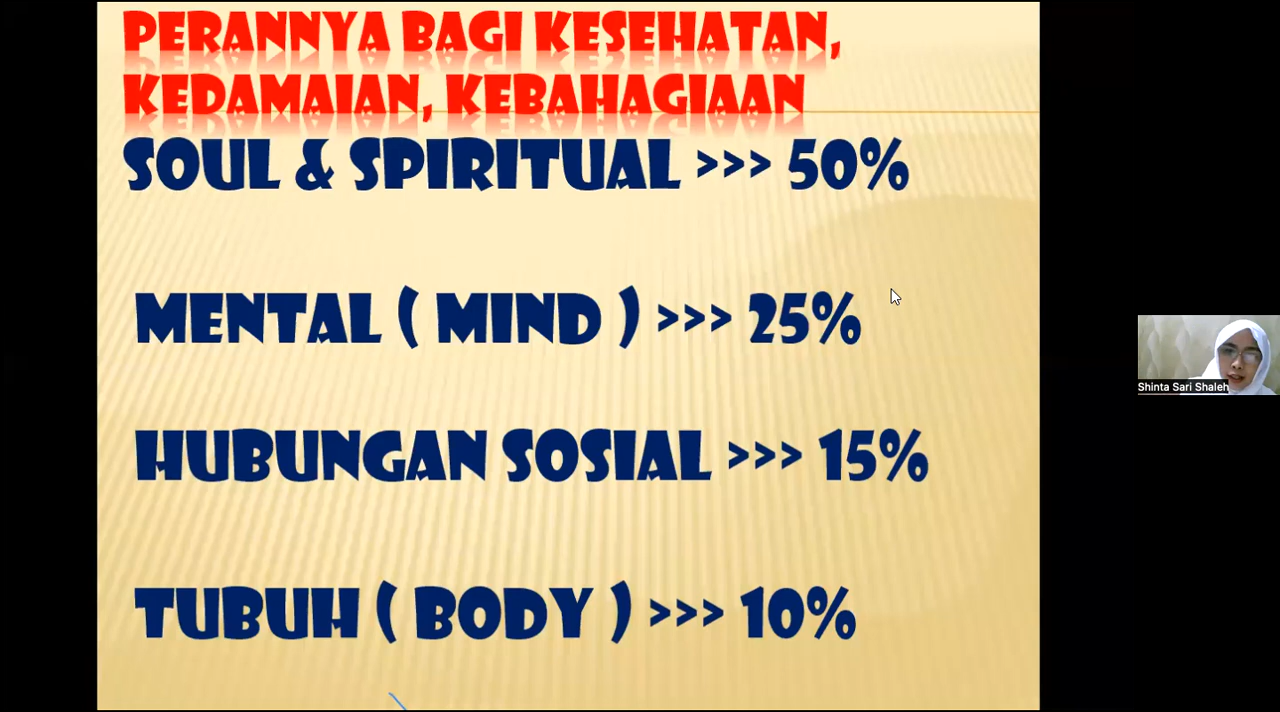 PERANNYA BAGI KESEHATAN,
KEDAMAIAN, KEBAHAGIAAN
SOUL & SPIRITUAL >>> 50%
MENTAL ( MIND ) >>> 25%
HUBUNGAN SOSIAL >>> 15%
TUBUH ( BODY ) >>> 10%
Shinta Sari Shaleh